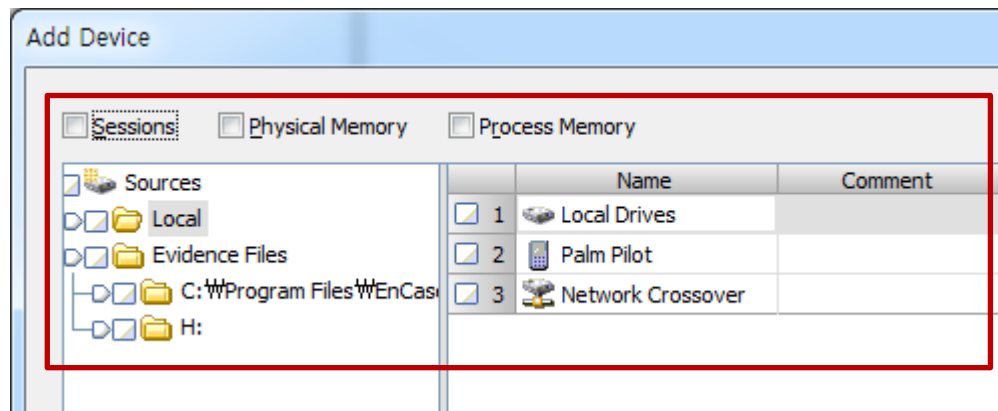 Add Device
Sessions Physical Memory Process Memory
Sources
Local
Evidence Files
C:₩Program Files₩EnCase
H:
Name Comment
1 Local Drives
2 Palm Pilot
3 Network Crossover